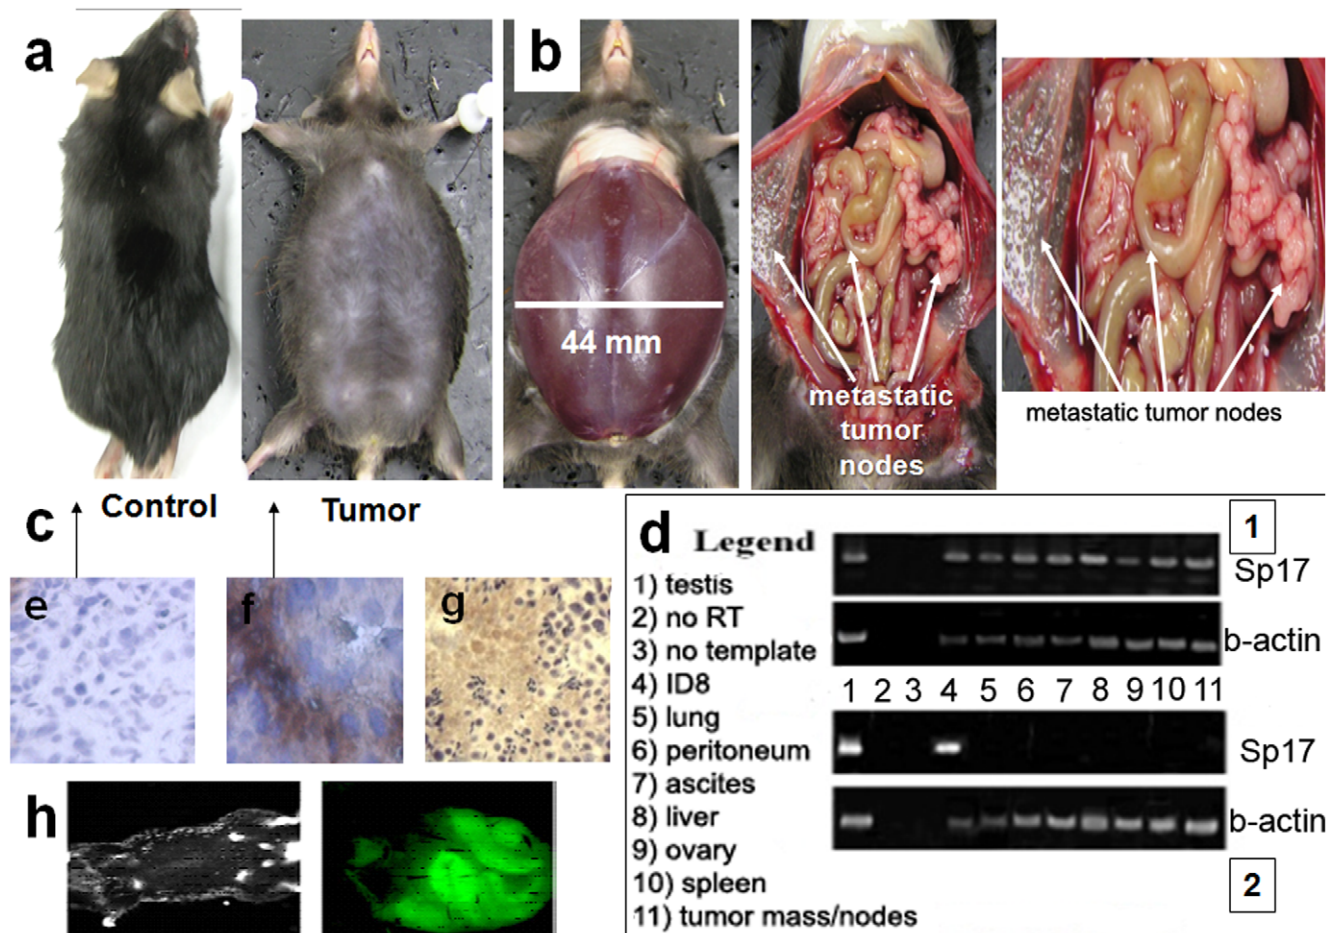 a
b
44 mm
metastatic
tumor
nodes
metastatic tumor nodes
c
Control
Tumor
e
f
g
h
d
Legend
1) testis
2) no RT
3) no template
4) ID8
5) lung
6) peritoneum
7) ascites
8) liver
9) ovary
10) spleen
11) tumor mass/nodes
1
Sp17
b-actin
1 2 3 4 5 6 7 8 9 10 11
Sp17
b-actin
2